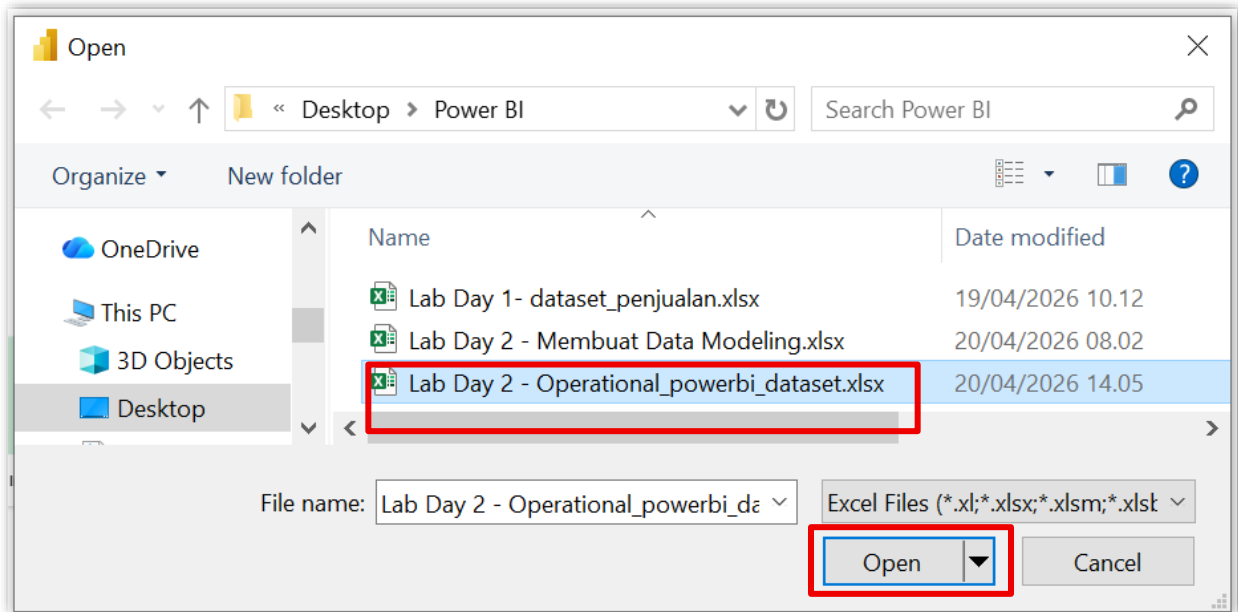 Open
« Desktop > Power BI
Search Power BI
Organize
New folder
?
Name
Date modified
OneDrive
This PC
3D Objects
Desktop
Lab Day 1- dataset_penjualan.xlsx 19/04/2026 10.12
Lab Day 2 - Membuat Data Modeling.xlsx 20/04/2026 08.02
Lab Day 2 - Operational_powerbi_dataset.xlsx 20/04/2026 14.05
File name: Lab Day 2 - Operational_powerbi_da
Excel Files (*.xl;*.xlsx;*.xlsm;*.xlsb
Open
Cancel